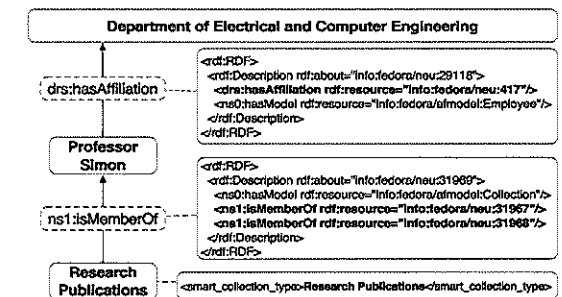 Department of Electrical and Computer Engineering
<rdf:RDF>
<rdf:Description rdf:about="info:fedora/neu:29118">
drs:hasAffiliation
<drs:hasAffiliation rdf:resource="info:fedora/neu:417"/>
<ns0:hasModel rdf:resource="info:fedora/afmodel:Employee"/>
</rdf:Description>
</rdf:RDF>
Professor
Simon
<rdf:RDF>
<rdf:Description rdf:about="info:fedora/neu:31969">
<ns0:hasModel rdf:resource="info:fedora/afmodel:Collection"/>
ns1:isMemberOf
<ns1:isMemberOf rdf:resource="info:fedora/neu:31967"/>
<ns1:isMemberOf rdf:resource="info:fedora/neu:31968"/>
</rdf:Description>
</rdf:RDF>
Research
Publications
<smart_collection_type>Research Publications</smart_collection_type>